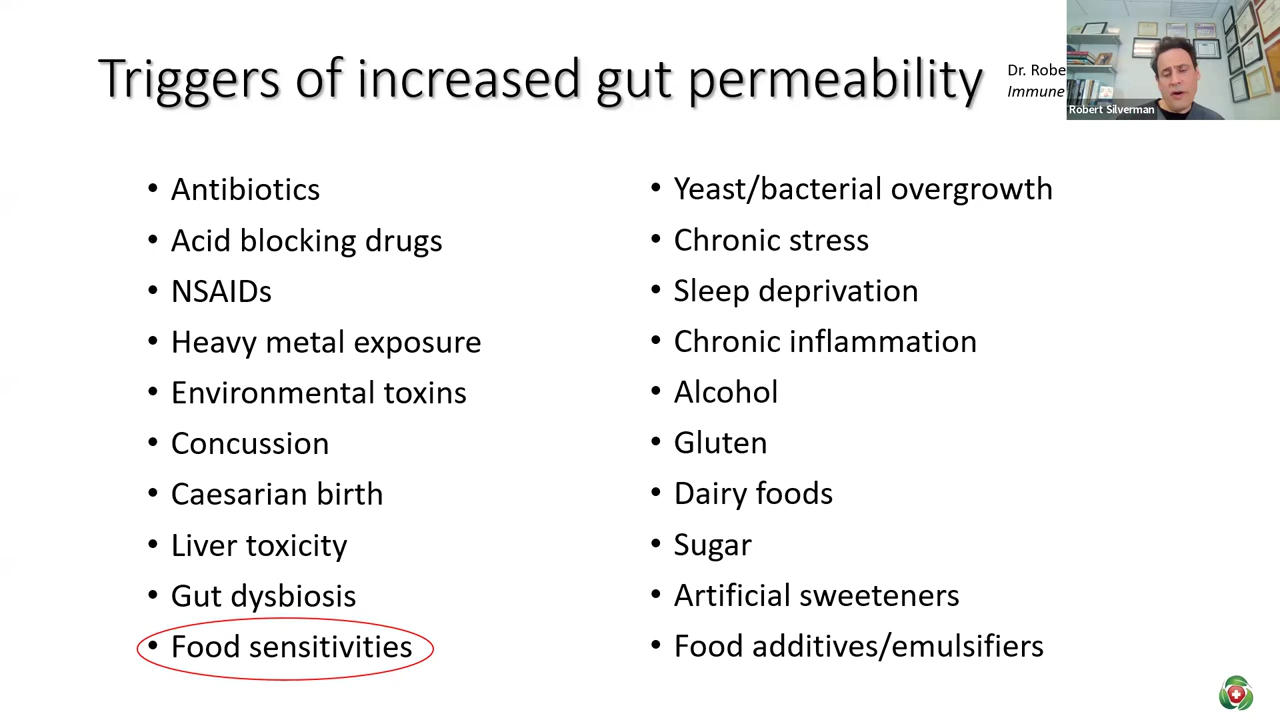 Triggers of increased gut permeability
Dr. Robe
Immune
Robert Silverman
• Antibiotics
• Acid blocking drugs
• NSAIDs
• Heavy metal exposure
• Environmental toxins
• Concussion
• Caesarian birth
• Liver toxicity
• Gut dysbiosis
• Food sensitivities
• Yeast/bacterial overgrowth
• Chronic stress
• Sleep deprivation
• Chronic inflammation
• Alcohol
• Gluten
• Dairy foods
• Sugar
• Artificial sweeteners
• Food additives/emulsifiers